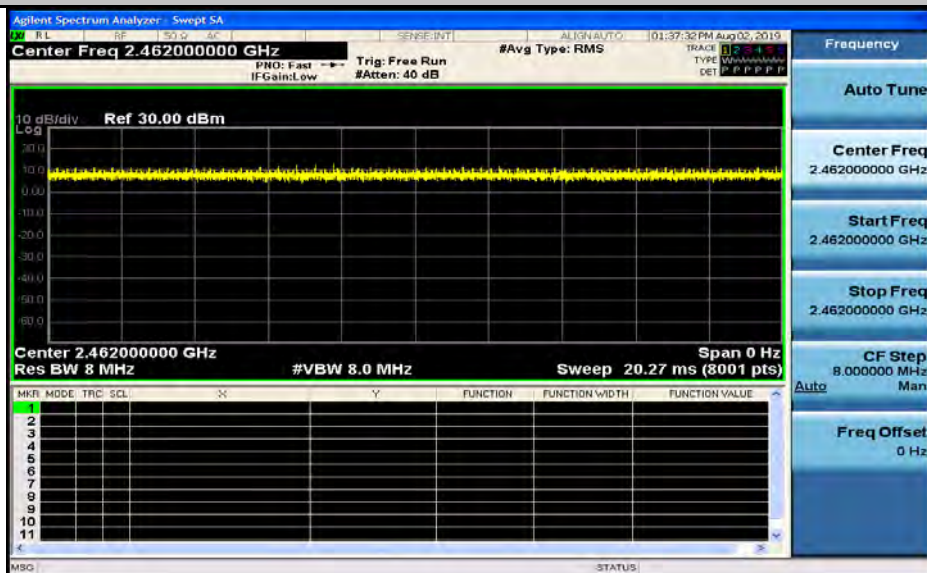 Agilent Spectrum Analyzer - Swept SA
RL RF 50 Ω AC SENSE:INT ALIGN AUTO 01:37:32 PM Aug 02, 2019
Center Freq 2.462000000 GHz #Avg Type: RMS TRACE 1 2 3 4 5 6
PNO: Fast Trig: Free Run TYPE
IFGain:Low #Atten: 40 dB DET P P P P P P
10 dB/div Ref 30.00 dBm
Log
20.0
10.0
0.00
-10.0
-20.0
-30.0
-40.0
-50.0
-60.0
Center 2.462000000 GHz Span 0 Hz
Res BW 8 MHz #VBW 8.0 MHz Sweep 20.27 ms (8001 pts)
MKR MODE TRC SCL X Y FUNCTION FUNCTION WIDTH FUNCTION VALUE
1
2
3
4
5
6
7
8
9
10
11
MSG STATUS
Frequency
Auto Tune
Center Freq
2.462000000 GHz
Start Freq
2.462000000 GHz
Stop Freq
2.462000000 GHz
CF Step
8.000000 MHz
Auto Man
Freq Offset
0 Hz